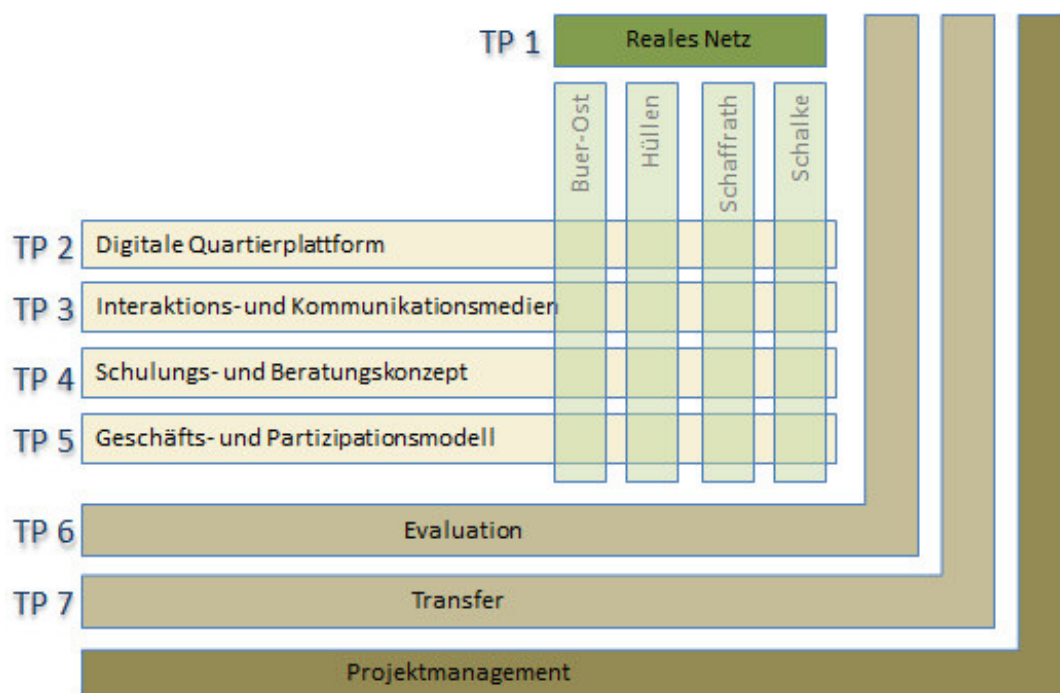 TP 1 Reales Netz
Buer-Ost
Hüllen
Schaffrath
Schalke
TP 2 Digitale Quartierplattform
TP 3 Interaktions- und Kommunikationsmedien
TP 4 Schulungs- und Beratungskonzept
TP 5 Geschäfts- und Partizipationsmodell
TP 6 Evaluation
TP 7 Transfer
Projektmanagement